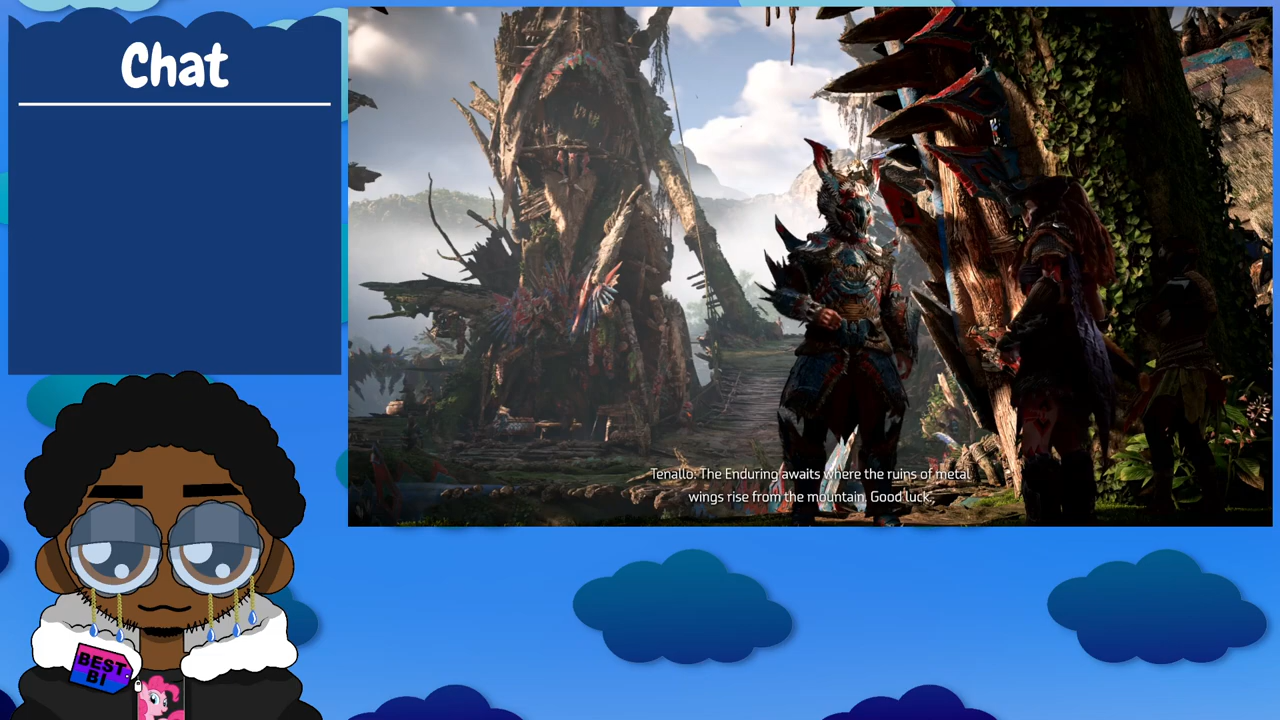 Chat
Tenallo: The Enduring awaits where the ruins of metal
wings rise from the mountain. Good luck.
BEST
BI